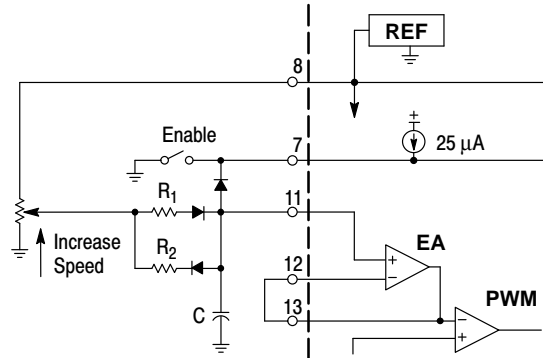 REF
8
Enable
7
25 μA
R1
11
Increase
Speed
R2
EA
12
13
C
PWM
+
−
−
+
+